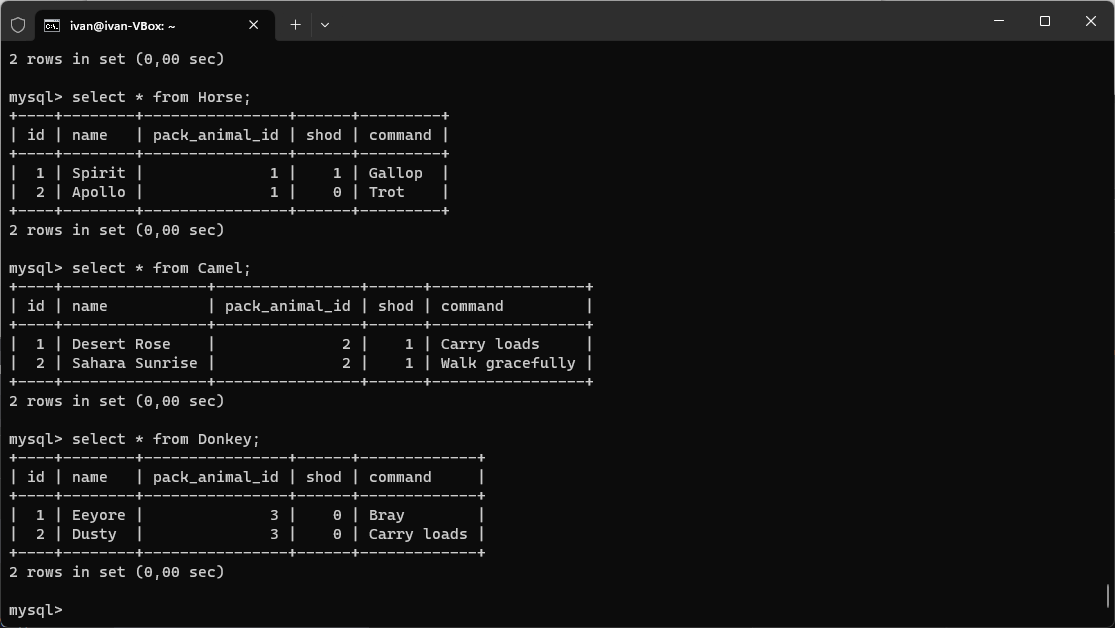 ivan@ivan-VBox: ~
2 rows in set (0,00 sec)
mysql> select * from Horse;
+----+--------+----------------+------+---------+
| id | name   | pack_animal_id | shod | command |
+----+--------+----------------+------+---------+
|  1 | Spirit |              1 |    1 | Gallop  |
|  2 | Apollo |              1 |    0 | Trot    |
+----+--------+----------------+------+---------+
2 rows in set (0,00 sec)
mysql> select * from Camel;
+----+----------------+----------------+------+-----------------+
| id | name           | pack_animal_id | shod | command         |
+----+----------------+----------------+------+-----------------+
|  1 | Desert Rose    |              2 |    1 | Carry loads     |
|  2 | Sahara Sunrise |              2 |    1 | Walk gracefully |
+----+----------------+----------------+------+-----------------+
2 rows in set (0,00 sec)
mysql> select * from Donkey;
+----+--------+----------------+------+-------------+
| id | name   | pack_animal_id | shod | command     |
+----+--------+----------------+------+-------------+
|  1 | Eeyore |              3 |    0 | Bray        |
|  2 | Dusty  |              3 |    0 | Carry loads |
+----+--------+----------------+------+-------------+
2 rows in set (0,00 sec)
mysql>